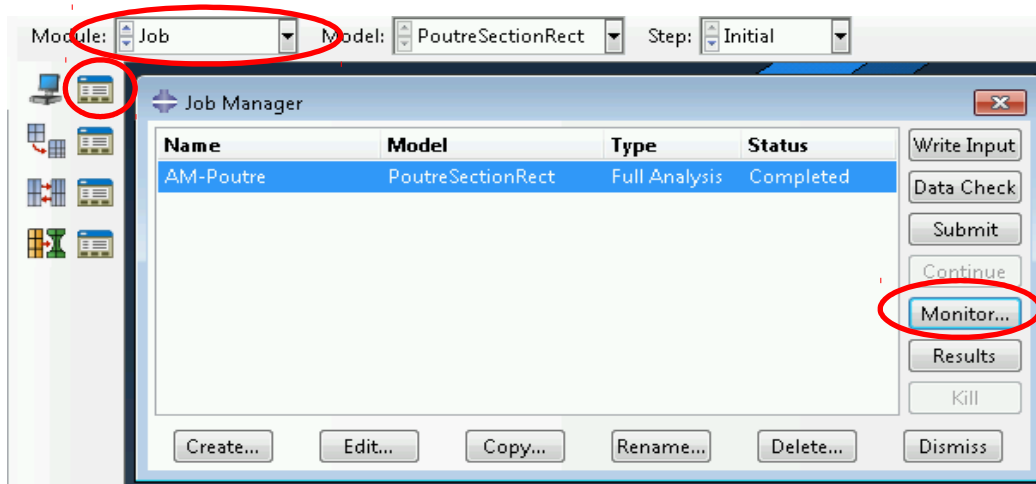 Module: Job Model: PoutreSectionRect Step: Initial
Job Manager
Name Model Type Status
AM-Poutre PoutreSectionRect Full Analysis Completed
Write Input
Data Check
Submit
Continue
Monitor...
Results
Kill
Create... Edit... Copy... Rename... Delete... Dismiss